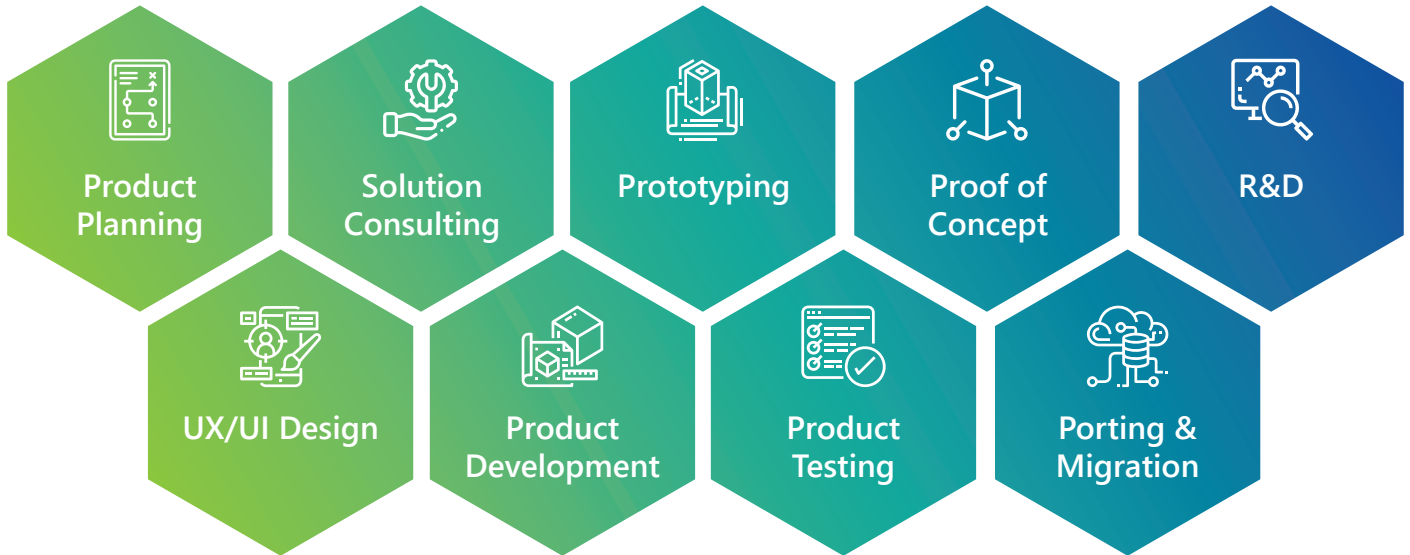 Product
Planning
Solution
Consulting
Prototyping
Proof of
Concept
R&D
UX/UI Design
Product
Development
Product
Testing
Porting &
Migration